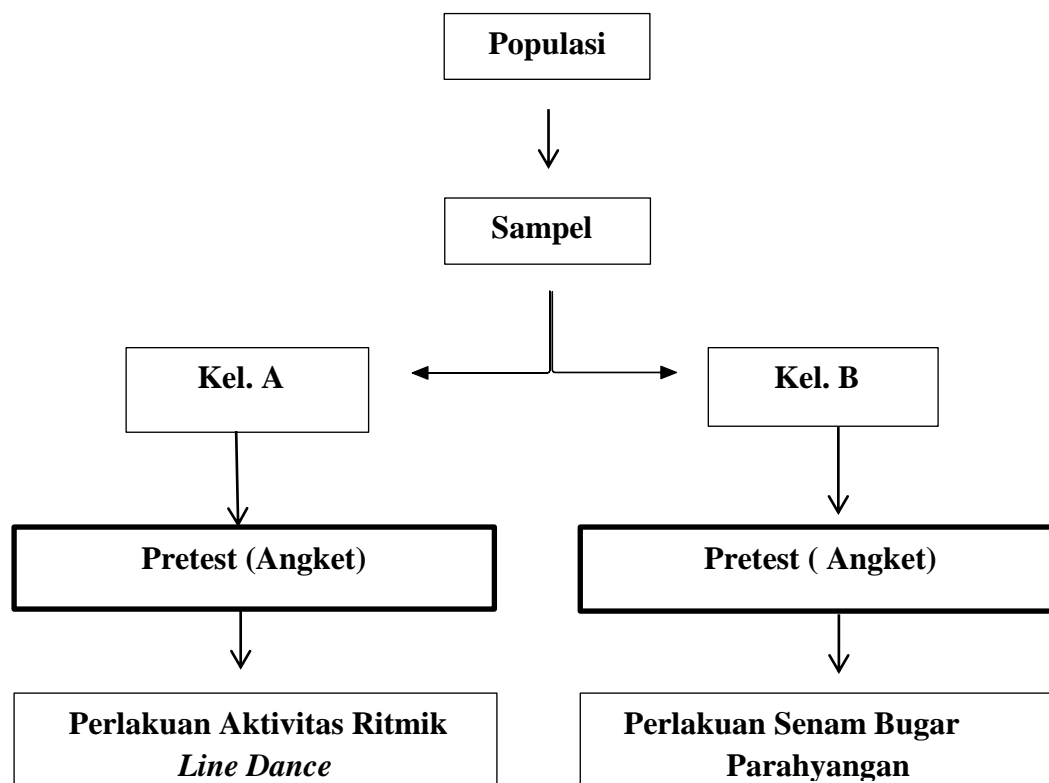 Populasi
Sampel
Kel. A
Kel. B
Pretest (Angket)
Pretest ( Angket)
Perlakuan Aktivitas Ritmik
Line Dance
Perlakuan Senam Bugar
Parahyangan